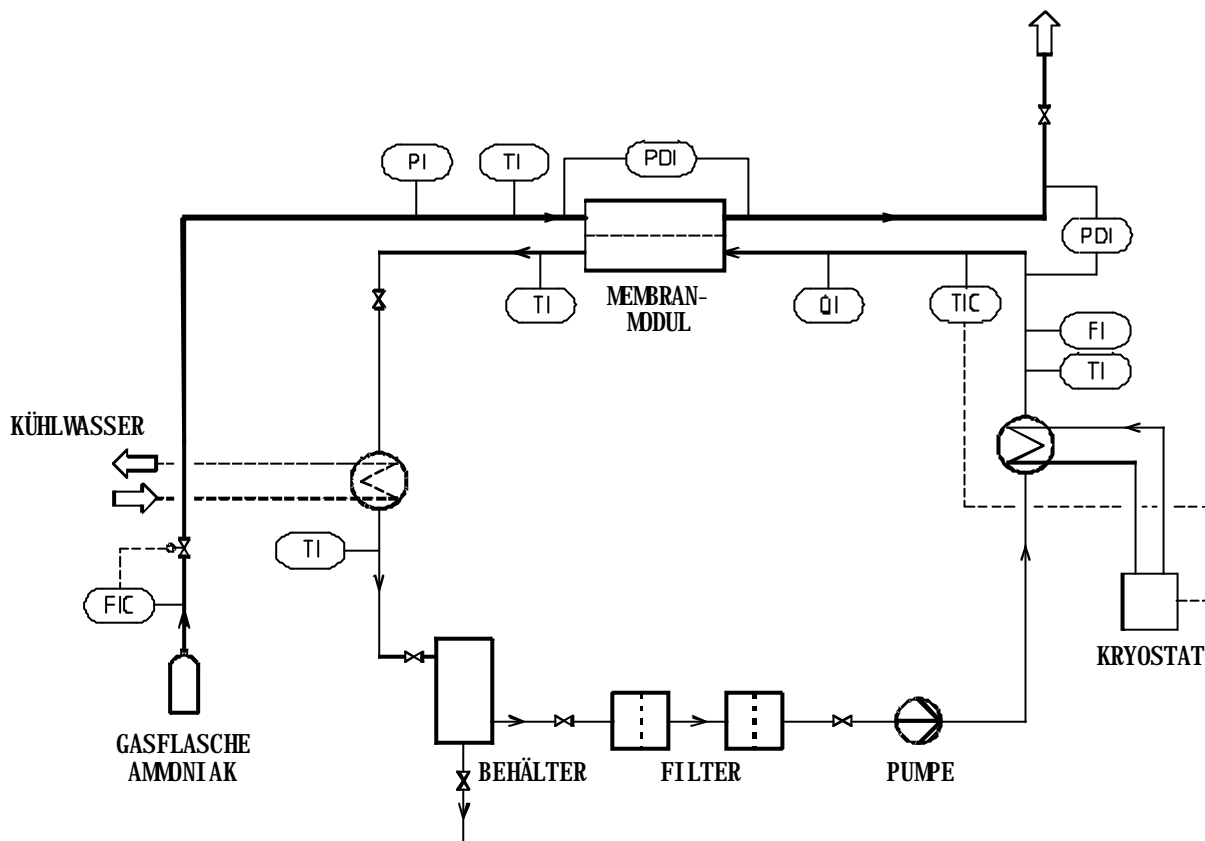 PI
TI
PDI
PDI
TI
MEMBRAN-
MODUL
QI
TIC
FI
TI
KÜHLWASSER
TI
FIC
KRYOSTAT
GASFLASCHE
AMMONIAK
BEHÄLTER
FILTER
PUMPE